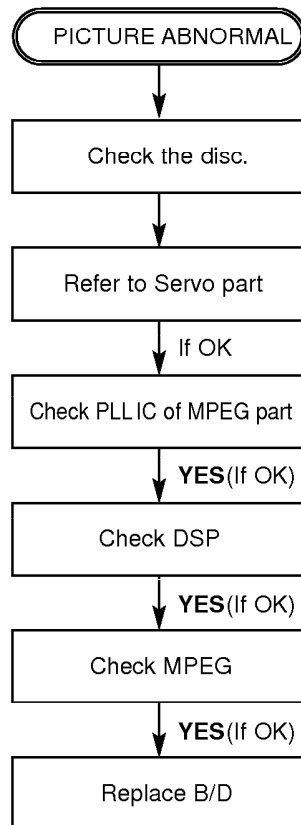 PICTURE ABNORMAL
Check the disc.
Refer to Servo part
If OK
Check PLL IC of MPEG part
YES(If OK)
Check DSP
YES(If OK)
Check MPEG
YES(If OK)
Replace B/D